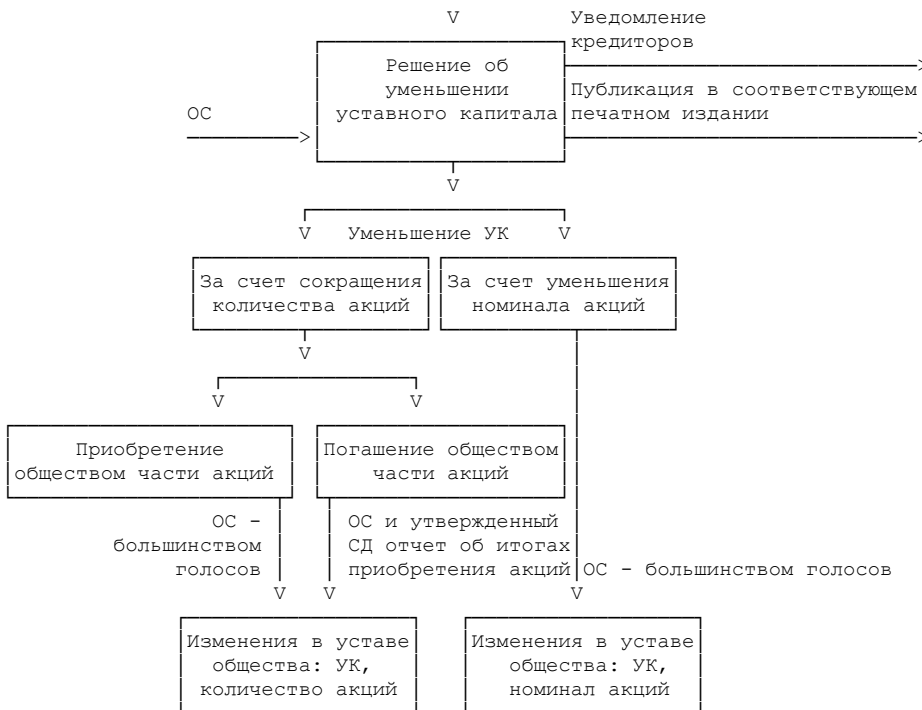 Уведомление
кредиторов
Решение об
уменьшении
уставного капитала
Публикация в соответствующем
печатном издании
ОС
Уменьшение УК
За счет сокращения
количества акций
За счет уменьшения
номинала акций
Приобретение
обществом части акций
Погашение обществом
части акций
ОС -
большинством
голосов
ОС и утвержденный
СД отчет об итогах
приобретения акций
ОС - большинством голосов
Изменения в уставе
общества: УК,
количество акций
Изменения в уставе
общества: УК,
номинал акций